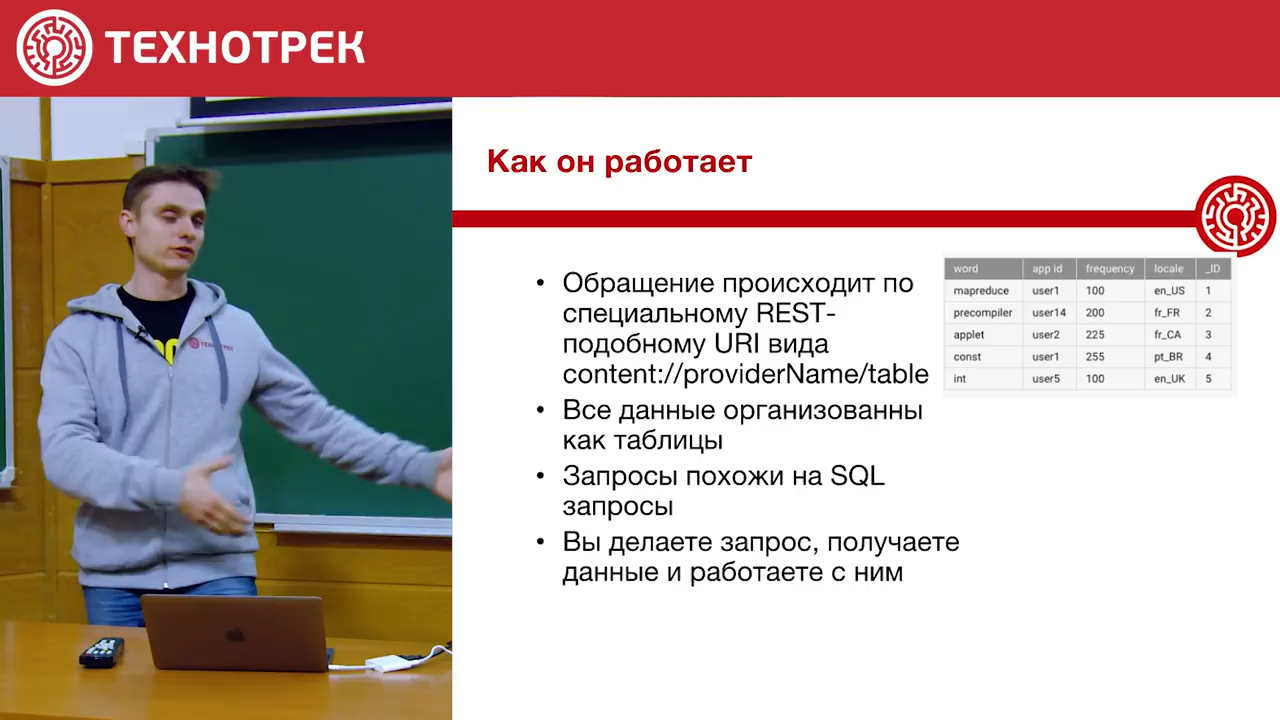 ТЕХНОТРЕК
Как он работает
• Обращение происходит по
специальному REST-
подобному URI вида
content://providerName/table
• Все данные организованны
как таблицы
• Запросы похожи на SQL
запросы
• Вы делаете запрос, получаете
данные и работаете с ним
word app id frequency locale _ID
mapreduce user1 100 en_US 1
precompiler user14 200 fr_FR 2
applet user2 225 fr_CA 3
const user1 255 pt_BR 4
int user5 100 en_UK 5
ТЕХНОТРЕК